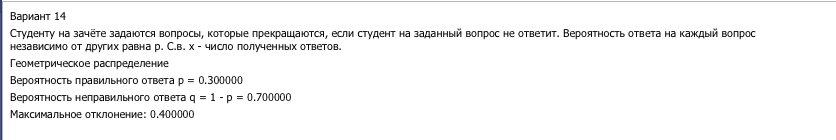 Вариант 14
Студенту на зачёте задаются вопросы, которые прекращаются, если студент на заданный вопрос не ответит. Вероятность ответа на каждый вопрос
независимо от других равна p. С.в. x - число полученных ответов.
Геометрическое распределение
Вероятность правильного ответа p = 0.300000
Вероятность неправильного ответа q = 1 - p = 0.700000
Максимальное отклонение: 0.400000